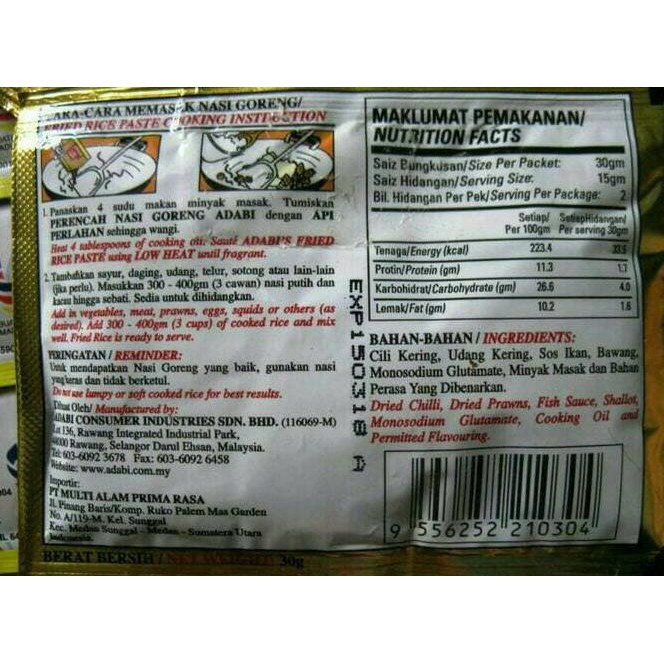 CARA-CARA MEMASAK NASI GORENG/
FRIED RICE PASTE COOKING INSTRUCTION
1. Panaskan 4 sudu makan minyak masak. Tumiskan
PERENCAH NASI GORENG ADABI dengan API
PERLAHAN sehingga wangi.
Heat 4 tablespoons of cooking oil. Sauté ADABI'S FRIED
RICE PASTE using LOW HEAT until fragrant.
2. Tambahkan sayur, daging, udang, telur, sotong atau lain-lain
(jika perlu). Masukkan 300 - 400gm (3 cawan) nasi putih dan
kacau hingga sebati. Sedia untuk dihidangkan.
Add in vegetables, meat, prawns, eggs, squids or others (as
desired). Add 300 - 400gm (3 cups) of cooked rice and mix
well. Fried Rice is ready to serve.
PERINGATAN / REMINDER:
Untuk mendapatkan Nasi Goreng yang baik, gunakan nasi
yang keras dan tidak berketul.
Do not use lumpy or soft cooked rice for best results.
Dibuat Oleh/ Manufactured by:
ADABI CONSUMER INDUSTRIES SDN. BHD. (116069-M)
Lot 136, Rawang Integrated Industrial Park,
48000 Rawang, Selangor Darul Ehsan, Malaysia.
Tel: 603-6092 3678 Fax: 603-6092 6458
Website: www.adabi.com.my
Importir:
PT MULTI ALAM PRIMA RASA
Jl. Pinang Baris/Komp. Ruko Palem Mas Garden
No. A/119-M. Kel. Sunggal
Kec. Medan Sunggal - Medan - Sumatera Utara
Indonesia.
BERAT BERSIH / NET WEIGHT: 30g
EXP150318 A
MAKLUMAT PEMAKANAN/
NUTRITION FACTS
Saiz Bungkusan/Size Per Packet: 30gm
Saiz Hidangan/Serving Size: 15gm
Bil. Hidangan Per Pek/Serving Per Package: 2
Setiap/ SetiapHidangan/
Per 100gm Per serving 30gm
Tenaga/Energy (kcal) 223.4 33.5
Protin/Protein (gm) 11.3 1.7
Karbohidrat/Carbohydrate (gm) 26.6 4.0
Lemak/Fat (gm) 10.2 1.6
BAHAN-BAHAN / INGREDIENTS:
Cili Kering, Udang Kering, Sos Ikan, Bawang,
Monosodium Glutamate, Minyak Masak dan Bahan
Perasa Yang Dibenarkan.
Dried Chilli, Dried Prawns, Fish Sauce, Shallot,
Monosodium Glutamate, Cooking Oil and
Permitted Flavouring.
9 556252 210304